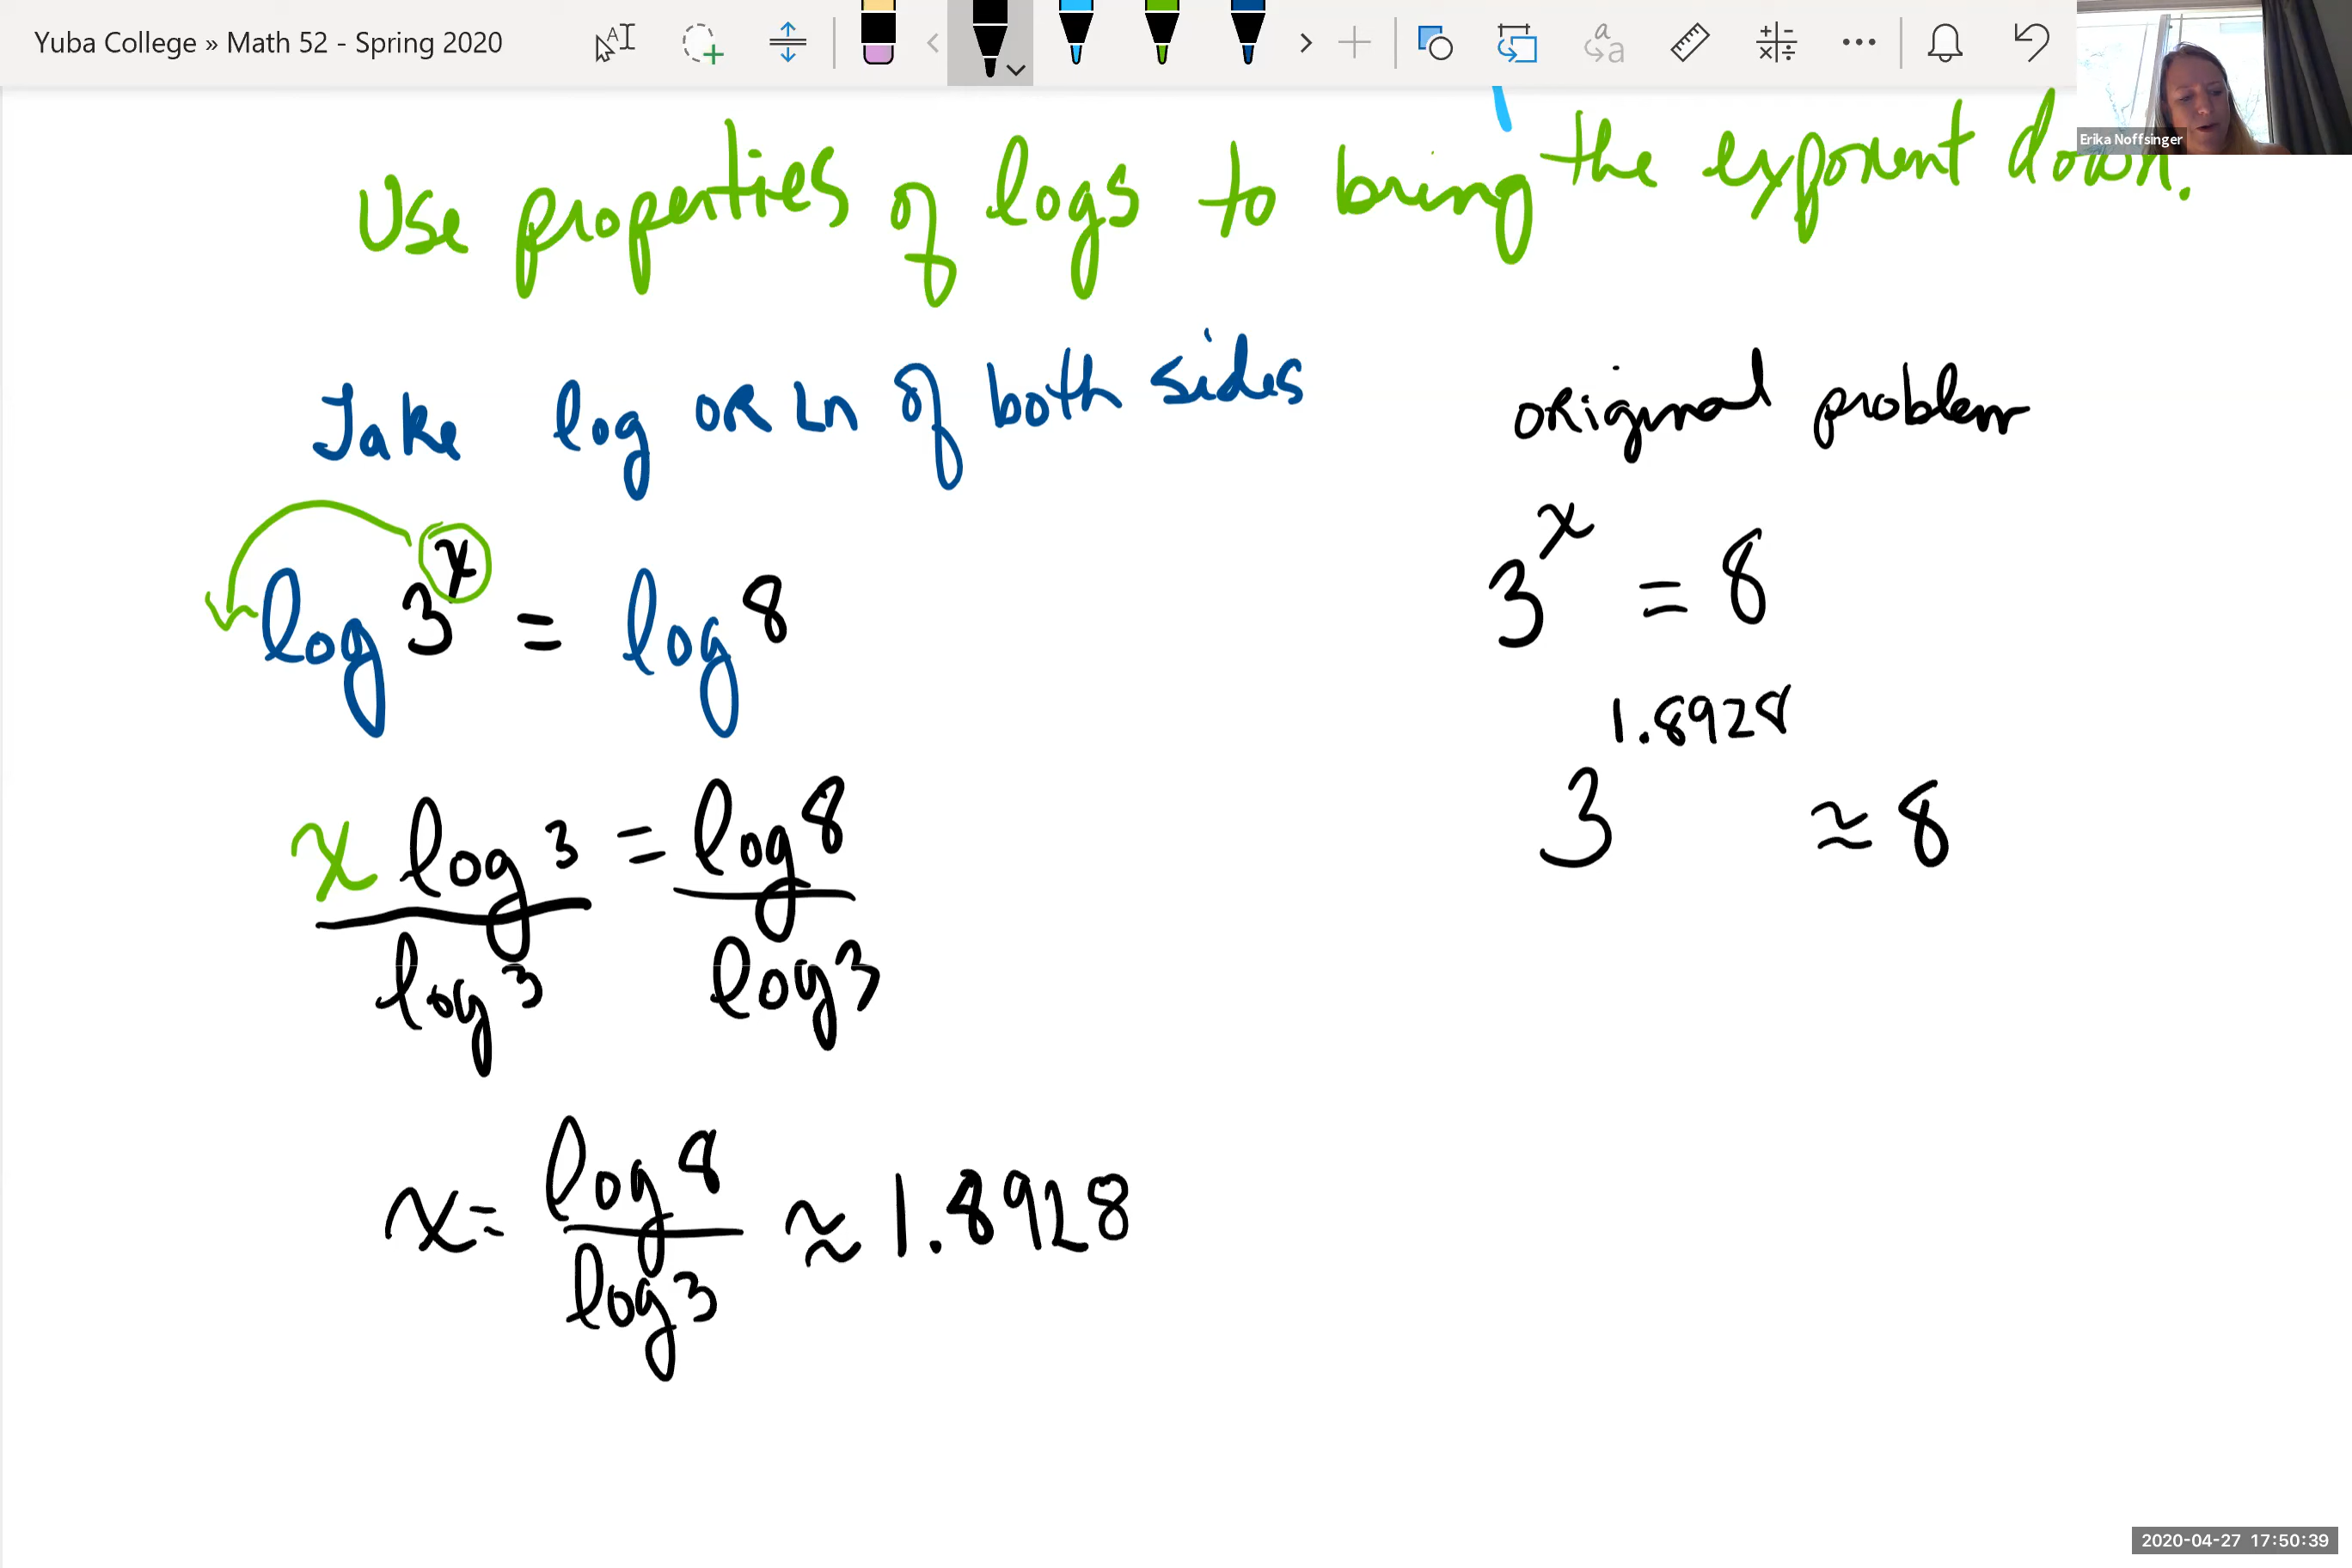 Yuba College » Math 52 - Spring 2020
Erika Noffsinger
Use properties of logs to bring the exponent down.
Take log OR Ln of both sides
log 3^x = log 8
x log 3 = log 8
log 3 log 3
x = log 8 / log 3 ≈ 1.8928
original problem
3^x = 8
3^1.8928 ≈ 8
2020-04-27 17:50:39